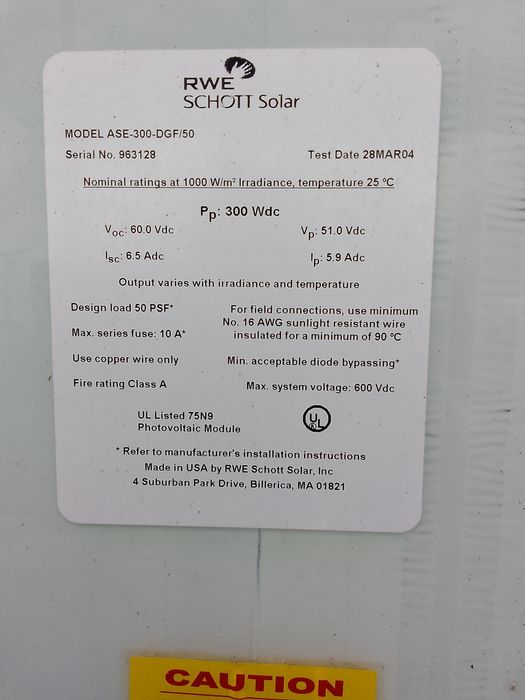 RWE
SCHOTT Solar
MODEL ASE-300-DGF/50
Serial No. 963128 Test Date 28MAR04
Nominal ratings at 1000 W/m² Irradiance, temperature 25 °C
Pp: 300 Wdc
Voc: 60.0 Vdc Vp: 51.0 Vdc
Isc: 6.5 Adc Ip: 5.9 Adc
Output varies with irradiance and temperature
Design load 50 PSF*
Max. series fuse: 10 A*
Use copper wire only
Fire rating Class A
For field connections, use minimum
No. 16 AWG sunlight resistant wire
insulated for a minimum of 90 °C
Min. acceptable diode bypassing*
Max. system voltage: 600 Vdc
UL Listed 75N9
Photovoltaic Module
UL
* Refer to manufacturer's installation instructions
Made in USA by RWE Schott Solar, Inc
4 Suburban Park Drive, Billerica, MA 01821
CAUTION